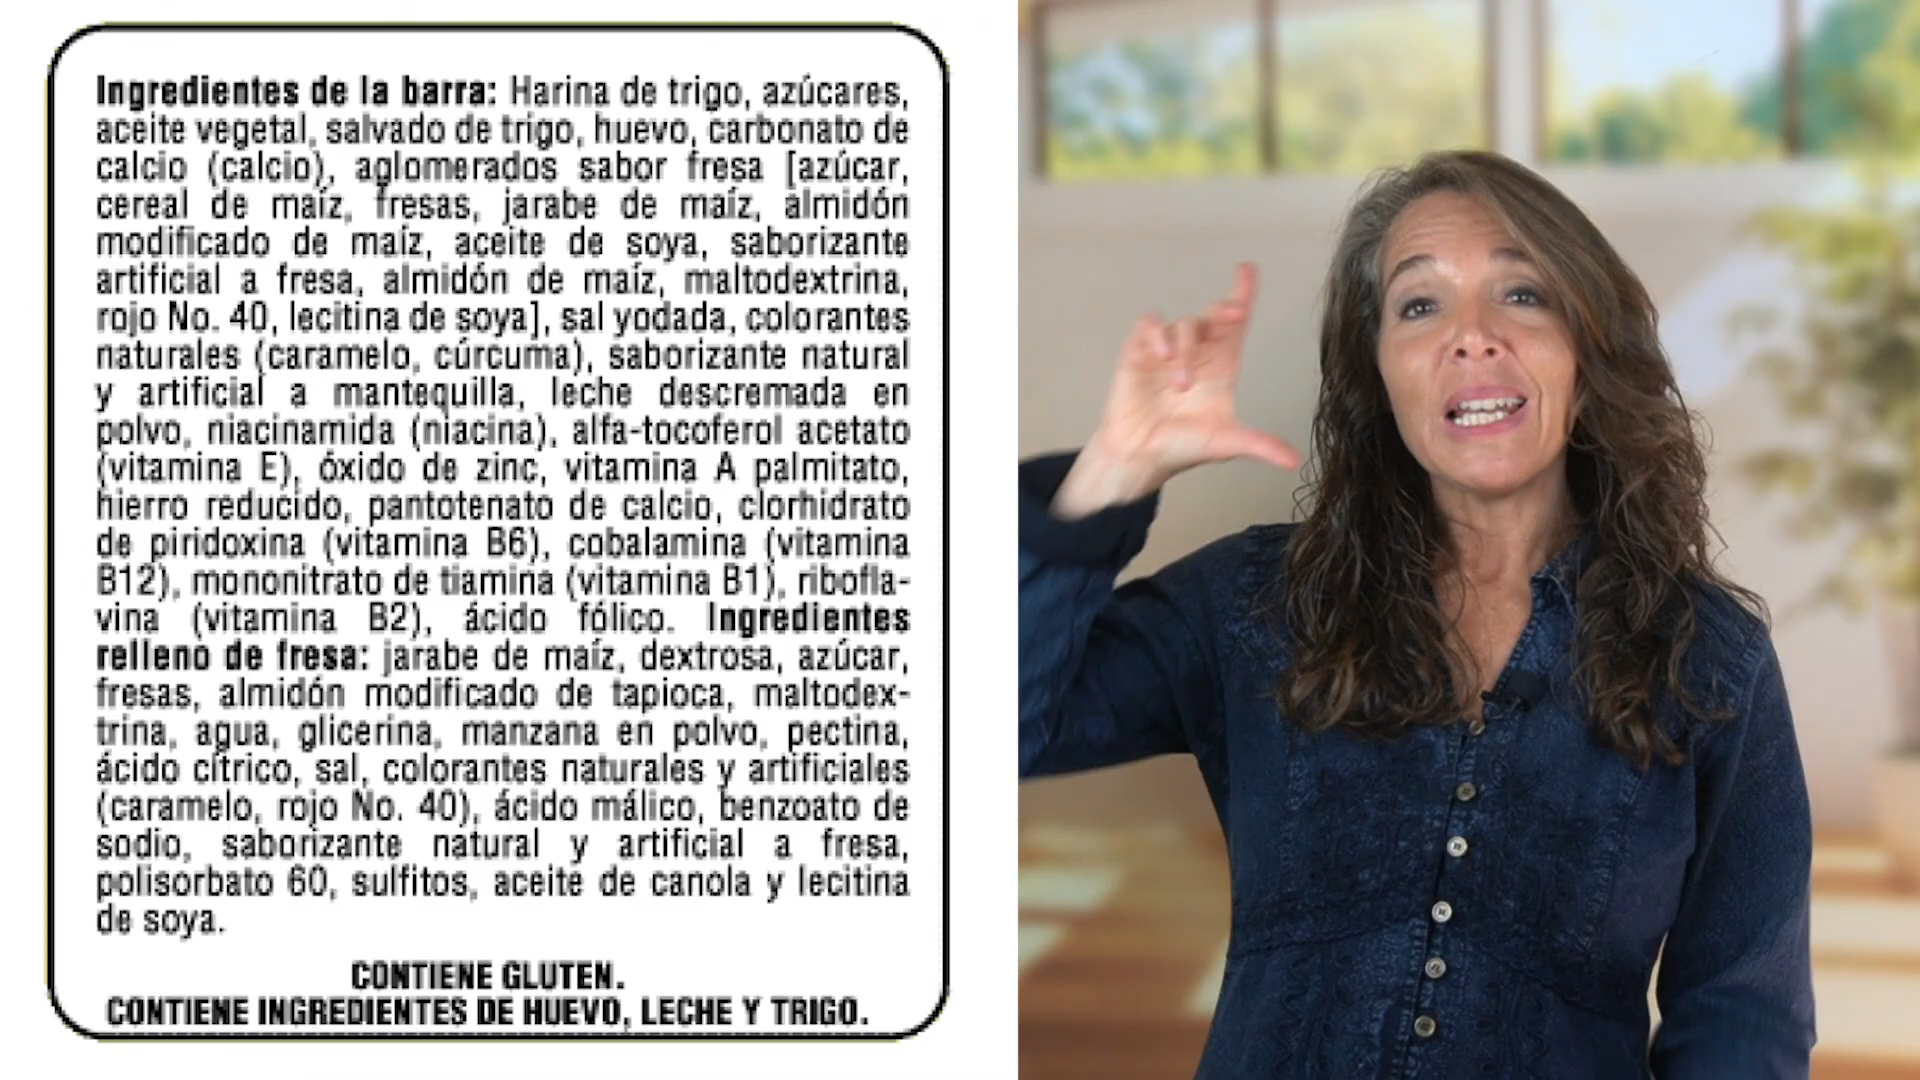 Ingredientes de la barra: Harina de trigo, azúcares,
aceite vegetal, salvado de trigo, huevo, carbonato de
calcio (calcio), aglomerados sabor fresa [azúcar,
cereal de maíz, fresas, jarabe de maíz, almidón
modificado de maíz, aceite de soya, saborizante
artificial a fresa, almidón de maíz, maltodextrina,
rojo No. 40, lecitina de soya], sal yodada, colorantes
naturales (caramelo, cúrcuma), saborizante natural
y artificial a mantequilla, leche descremada en
polvo, niacinamida (niacina), alfa-tocoferol acetato
(vitamina E), óxido de zinc, vitamina A palmitato,
hierro reducido, pantotenato de calcio, clorhidrato
de piridoxina (vitamina B6), cobalamina (vitamina
B12), mononitrato de tiamina (vitamina B1), ribofla-
vina (vitamina B2), ácido fólico. Ingredientes
relleno de fresa: jarabe de maíz, dextrosa, azúcar,
fresas, almidón modificado de tapioca, maltodex-
trina, agua, glicerina, manzana en polvo, pectina,
ácido cítrico, sal, colorantes naturales y artificiales
(caramelo, rojo No. 40), ácido málico, benzoato de
sodio, saborizante natural y artificial a fresa,
polisorbato 60, sulfitos, aceite de canola y lecitina
de soya.
CONTIENE GLUTEN.
CONTIENE INGREDIENTES DE HUEVO, LECHE Y TRIGO.